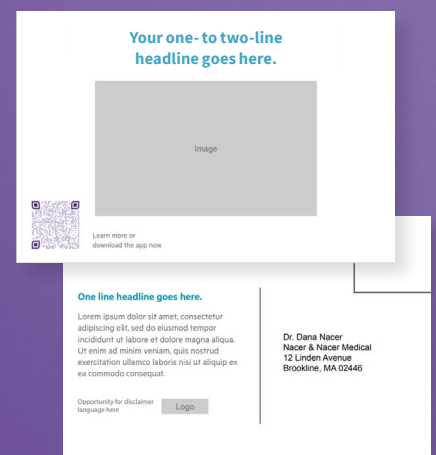 Your one- to two-line
headline goes here.
Image
Learn more or
download the app now
One line headline goes here.
Lorem ipsum dolor sit amet, consectetur
adipiscing elit, sed do eiusmod tempor
incididunt ut labore et dolore magna aliqua.
Ut enim ad minim veniam, quis nostrud
exercitation ullamco laboris nisi ut aliquip ex
ea commodo consequat.
Opportunity for disclaimer
language here
Logo
Dr. Dana Nacer
Nacer & Nacer Medical
12 Linden Avenue
Brookline, MA 02446